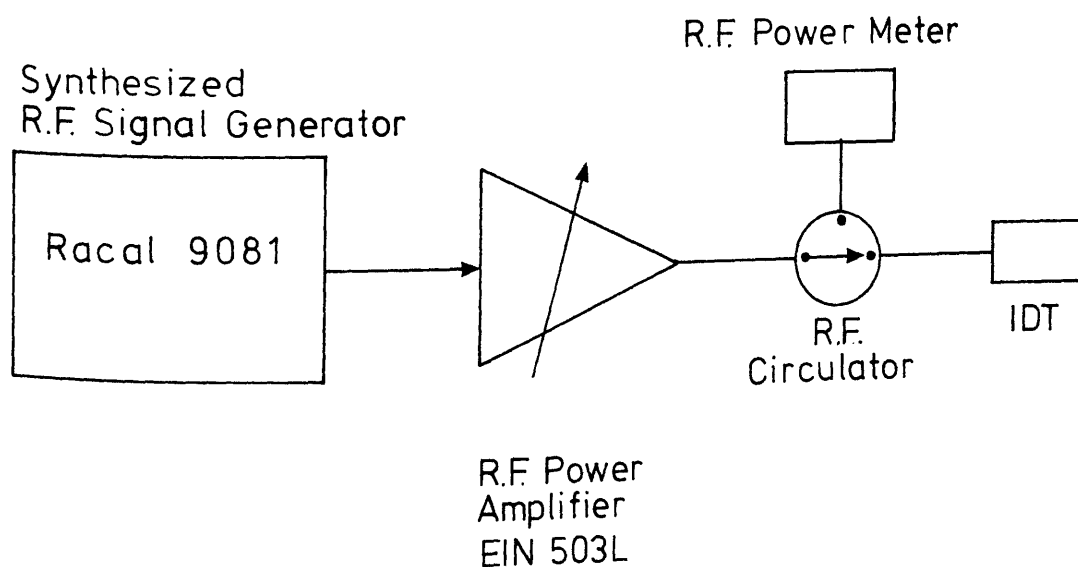 R.F. Power Meter
Synthesized
R.F. Signal Generator
Racal 9081
IDT
R.F.
Circulator
R.F. Power
Amplifier
EIN 503L